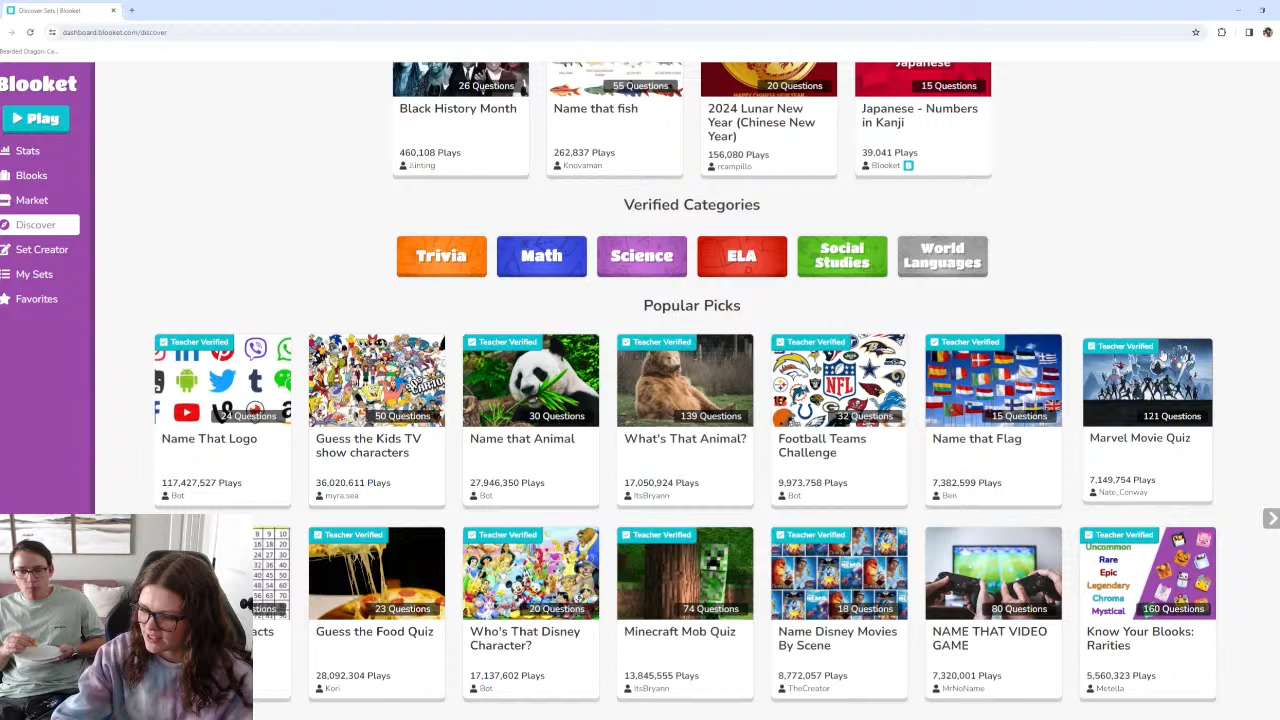 Discover Sets | Blooket
dashboard.blooket.com/discover
Bearded Dragon: Ca...
Blooket
Play
Stats
Blooks
Market
Discover
Set Creator
My Sets
Favorites
26 Questions
55 Questions
20 Questions
Japanese
15 Questions
Black History Month
Name that fish
2024 Lunar New Year (Chinese New Year)
Japanese - Numbers in Kanji
460,108 Plays
262,837 Plays
156,080 Plays
39,041 Plays
Knovaman
rcampillo
Blooket
Verified Categories
Trivia
Math
Science
ELA
Social Studies
World Languages
Popular Picks
Teacher Verified
24 Questions
Name That Logo
117,427,527 Plays
Bot
50 Questions
Guess the Kids TV show characters
36,020,611 Plays
myra.sea
Teacher Verified
30 Questions
Name that Animal
27,946,350 Plays
Bot
Teacher Verified
139 Questions
What's That Animal?
17,050,924 Plays
ItsBryann
Teacher Verified
NFL
32 Questions
Football Teams Challenge
9,973,758 Plays
Bot
Teacher Verified
15 Questions
Name that Flag
7,382,599 Plays
Ben
Teacher Verified
121 Questions
Marvel Movie Quiz
7,149,754 Plays
Nate_Conway
8 9 10
16 18 20
24 27 30
Teacher Verified
23 Questions
Guess the Food Quiz
28,092,304 Plays
Kori
Teacher Verified
20 Questions
Who's That Disney Character?
17,137,602 Plays
Bot
Teacher Verified
74 Questions
Minecraft Mob Quiz
13,845,555 Plays
ItsBryann
Teacher Verified
18 Questions
Name Disney Movies By Scene
8,772,057 Plays
TheCreator
80 Questions
NAME THAT VIDEO GAME
7,320,001 Plays
MrNoName
Teacher Verified
Uncommon
Rare
Epic
Legendary
Chroma
Mystical
160 Questions
Know Your Blooks: Rarities
5,560,323 Plays
Metella